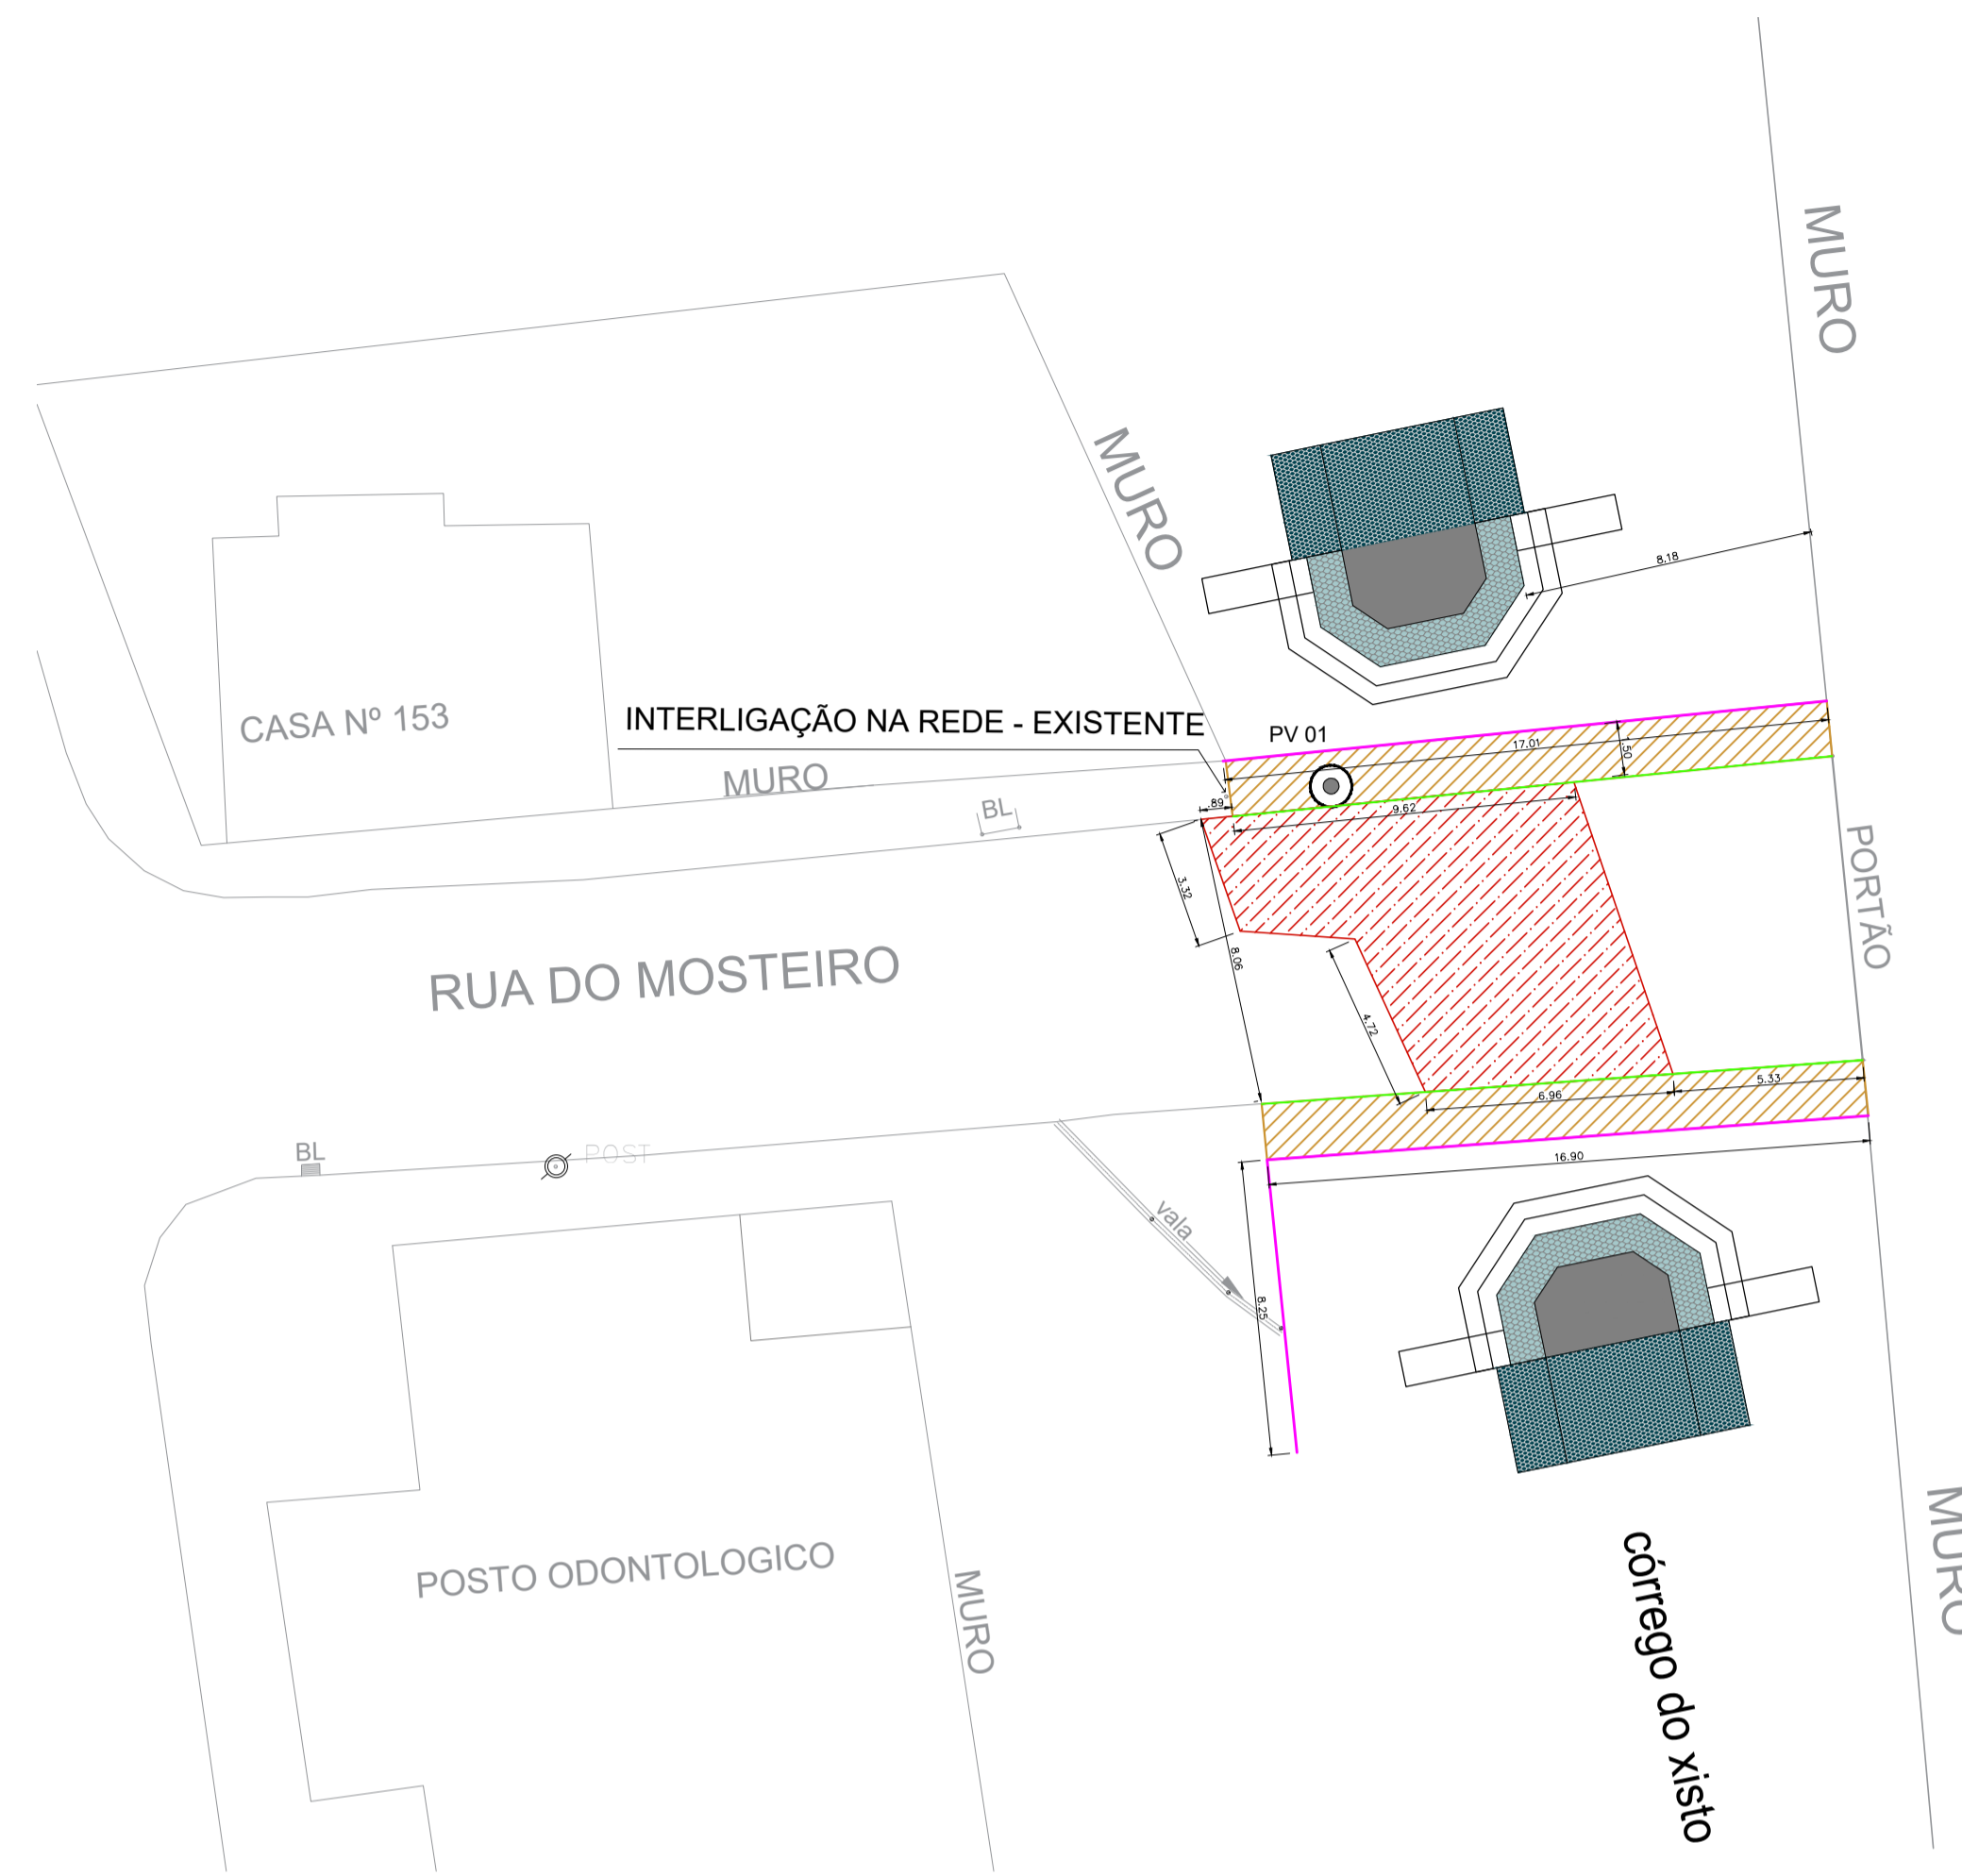 MURO
MURO
8.18
CASA Nº 153
INTERLIGAÇÃO NA REDE - EXISTENTE
PV 01
17.01
1.50
MURO
BL
.89
9.62
3.32
PORTÃO
8.06
RUA DO MOSTEIRO
4.72
5.33
6.96
BL
POST
16.90
vala
8.25
POSTO ODONTOLOGICO
MURO
córrego do xisto
MURO